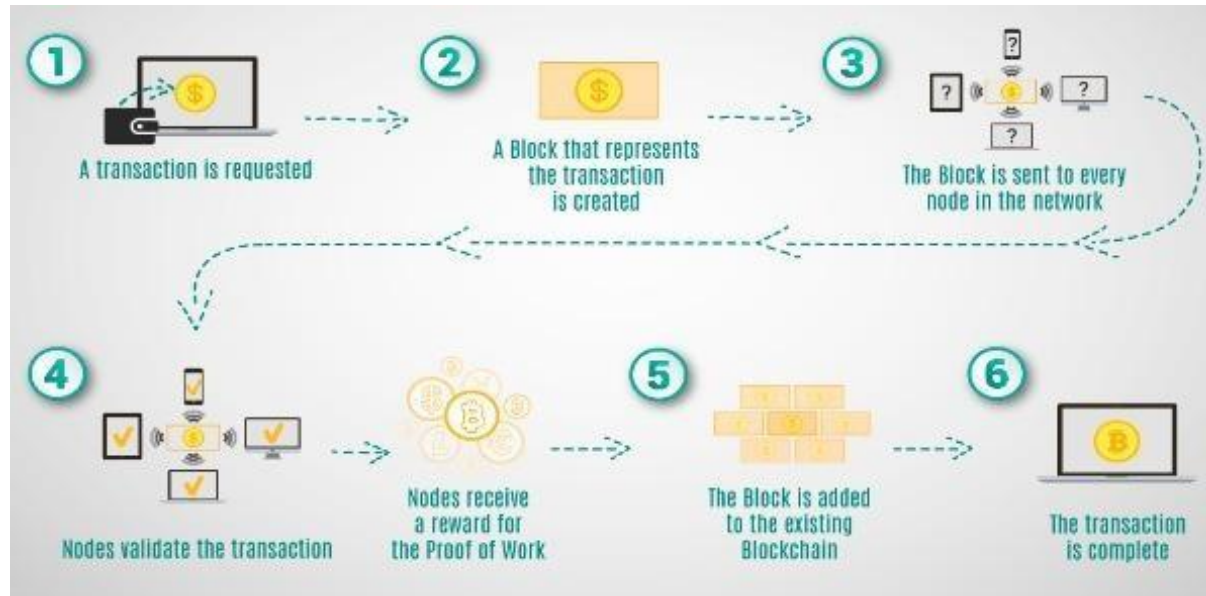 1
A transaction is requested
2
A Block that represents
the transaction
is created
3
The Block is sent to every
node in the network
4
Nodes validate the transaction
Nodes receive
a reward for
the Proof of Work
5
The Block is added
to the existing
Blockchain
6
The transaction
is complete